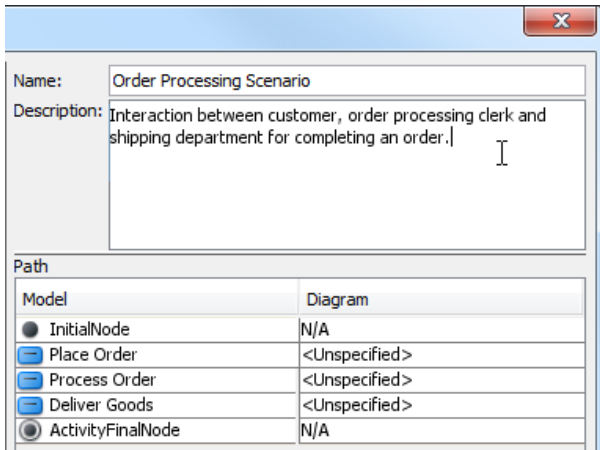 Name: Order Processing Scenario
Description: Interaction between customer, order processing clerk and
shipping department for completing an order.
Path
Model Diagram
InitialNode N/A
Place Order <Unspecified>
Process Order <Unspecified>
Deliver Goods <Unspecified>
ActivityFinalNode N/A